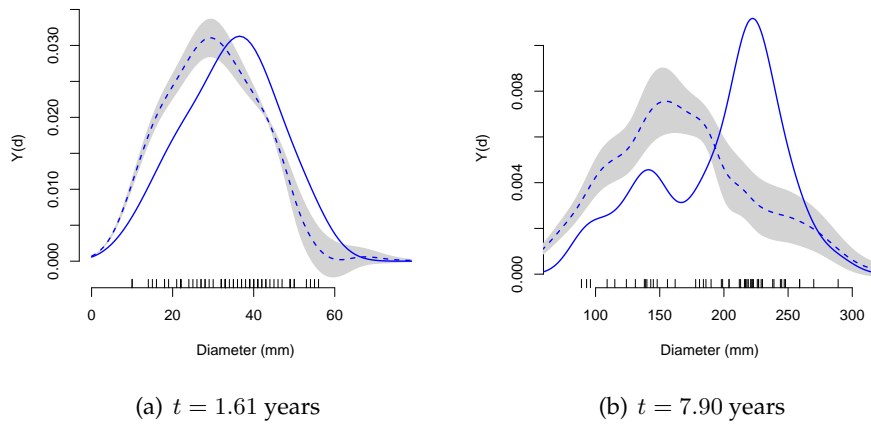 0.030
0.020
0.010
0.000
Y(d)
0 20 40 60
Diameter (mm)
(a) t = 1.61 years
0.008
0.004
0.000
Y(d)
100 150 200 250 300
Diameter (mm)
(b) t = 7.90 years